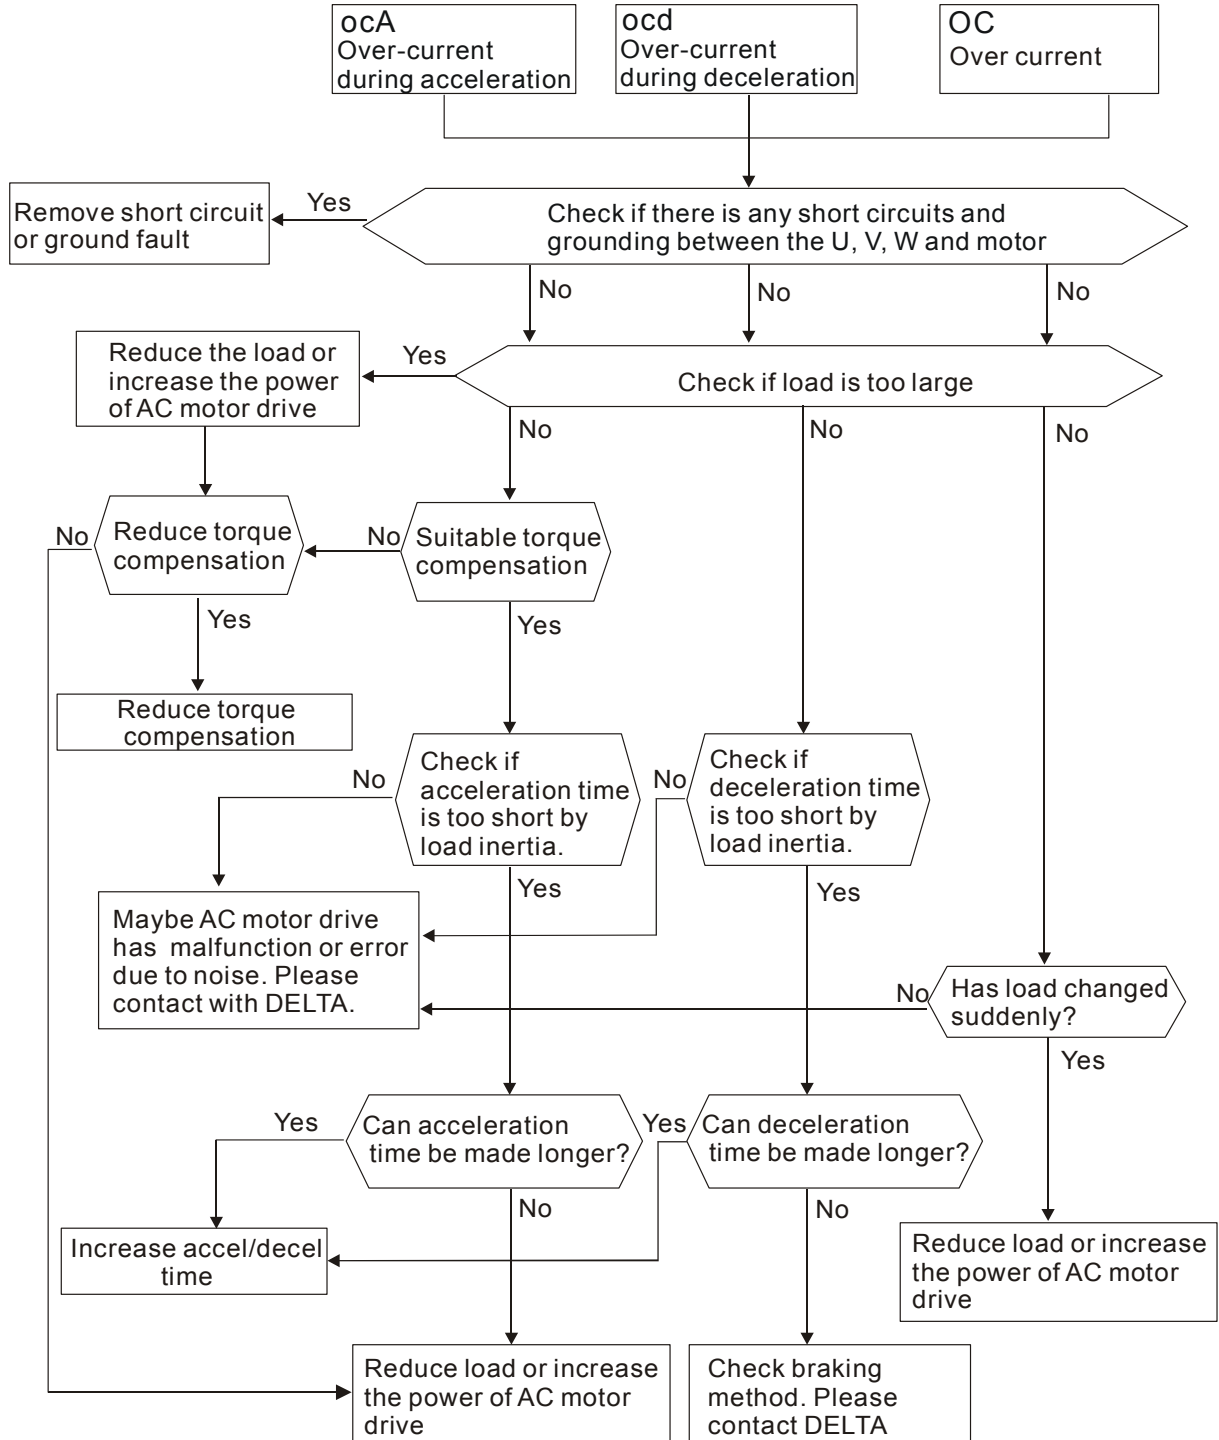 ocA
Over-current
during acceleration
ocd
Over-current
during deceleration
OC
Over current
Yes
Remove short circuit
or ground fault
Check if there is any short circuits and
grounding between the U, V, W and motor
No
No
No
Reduce the load or
increase the power
of AC motor drive
Yes
Check if load is too large
No
No
No
No
Reduce torque
compensation
No
Suitable torque
compensation
Yes
Yes
Reduce torque
compensation
No
Check if
acceleration time
is too short by
load inertia.
No
Check if
deceleration time
is too short by
load inertia.
Yes
Yes
Maybe AC motor drive
has malfunction or error
due to noise. Please
contact with DELTA.
No
Has load changed
suddenly?
Yes
Yes
Can acceleration
time be made longer?
Yes
Can deceleration
time be made longer?
No
No
Increase accel/decel
time
Reduce load or increase
the power of AC motor
drive
Reduce load or increase
the power of AC motor
drive
Check braking
method. Please
contact DELTA